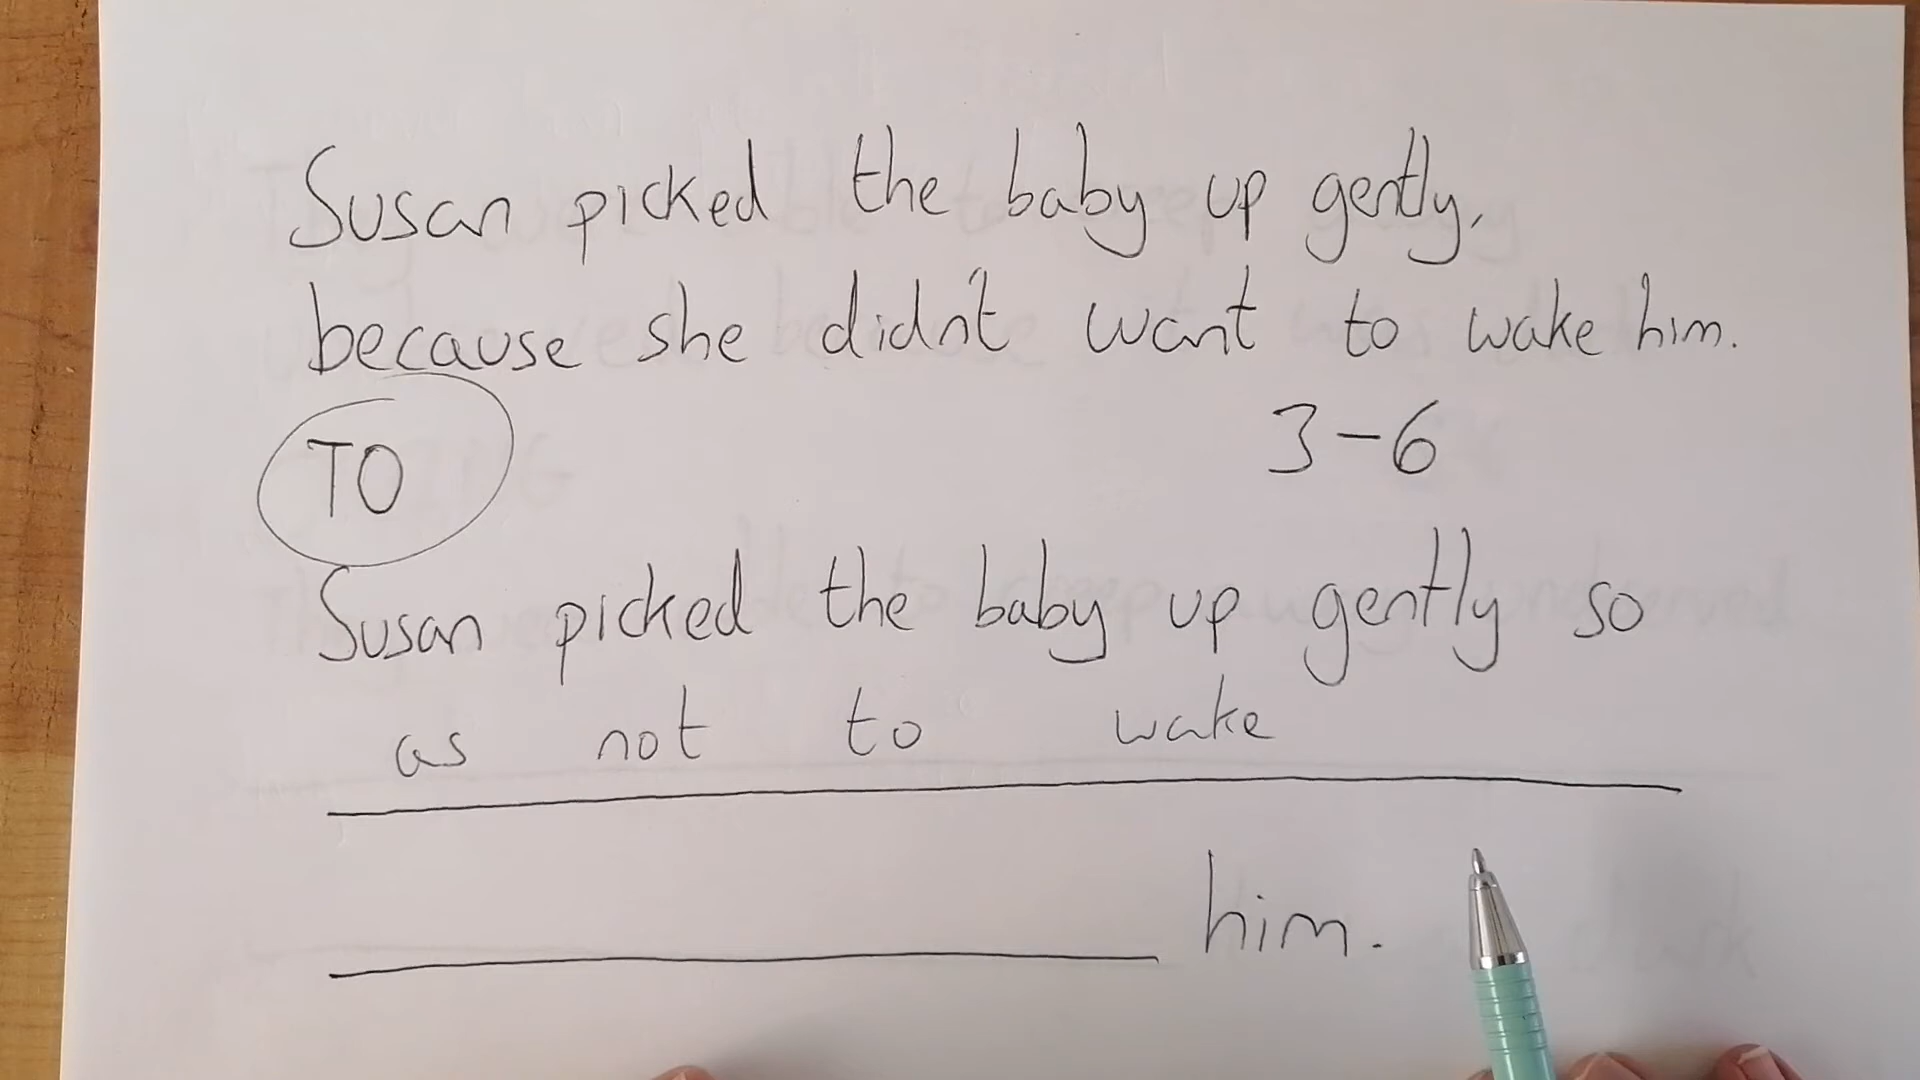 Susan picked the baby up gently,
because she didn't want to wake him.
TO
3-6
Susan picked the baby up gently so
as not to wake
him.